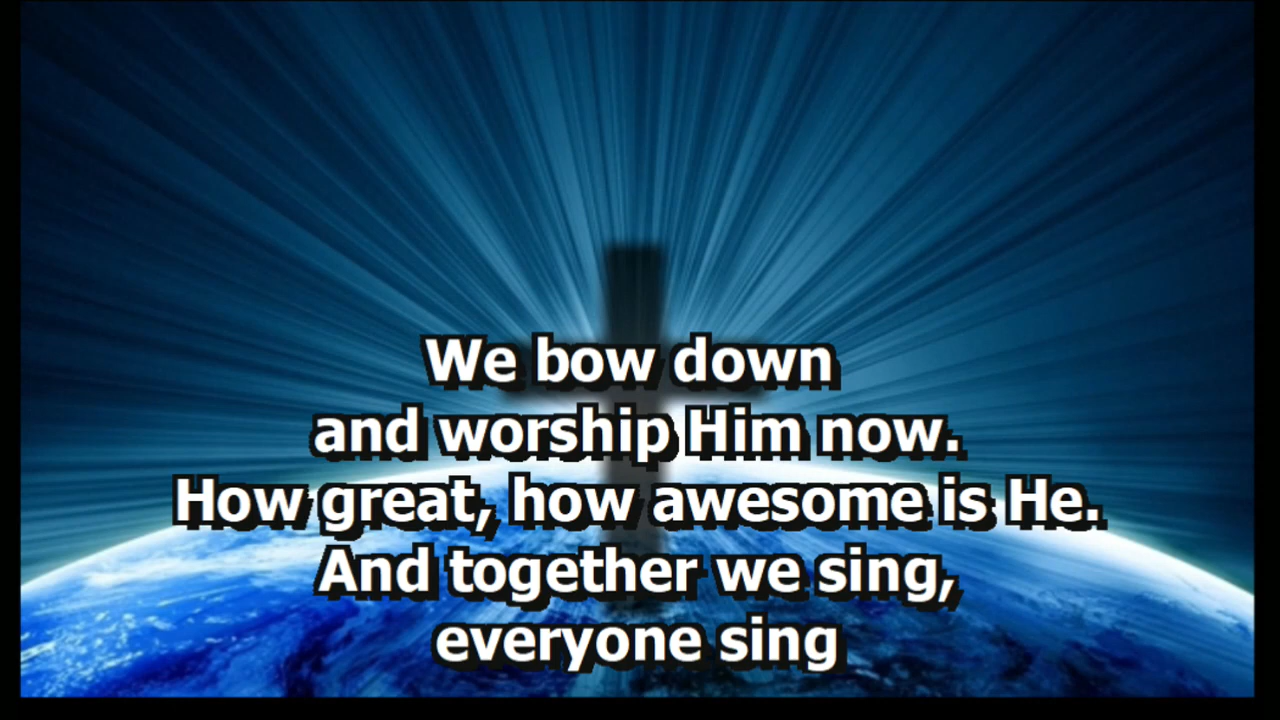 We bow down
and worship Him now.
How great, how awesome is He.
And together we sing,
everyone sing